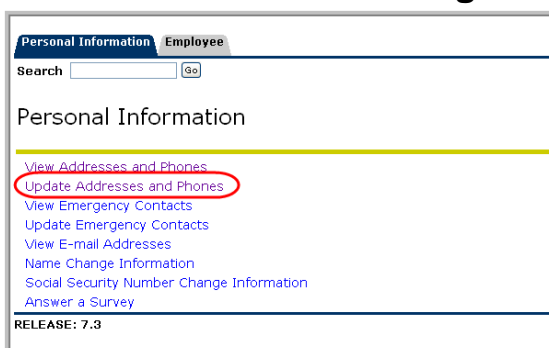 Personal Information Employee
Search Go
Personal Information
View Addresses and Phones
Update Addresses and Phones
View Emergency Contacts
Update Emergency Contacts
View E-mail Addresses
Name Change Information
Social Security Number Change Information
Answer a Survey
RELEASE: 7.3